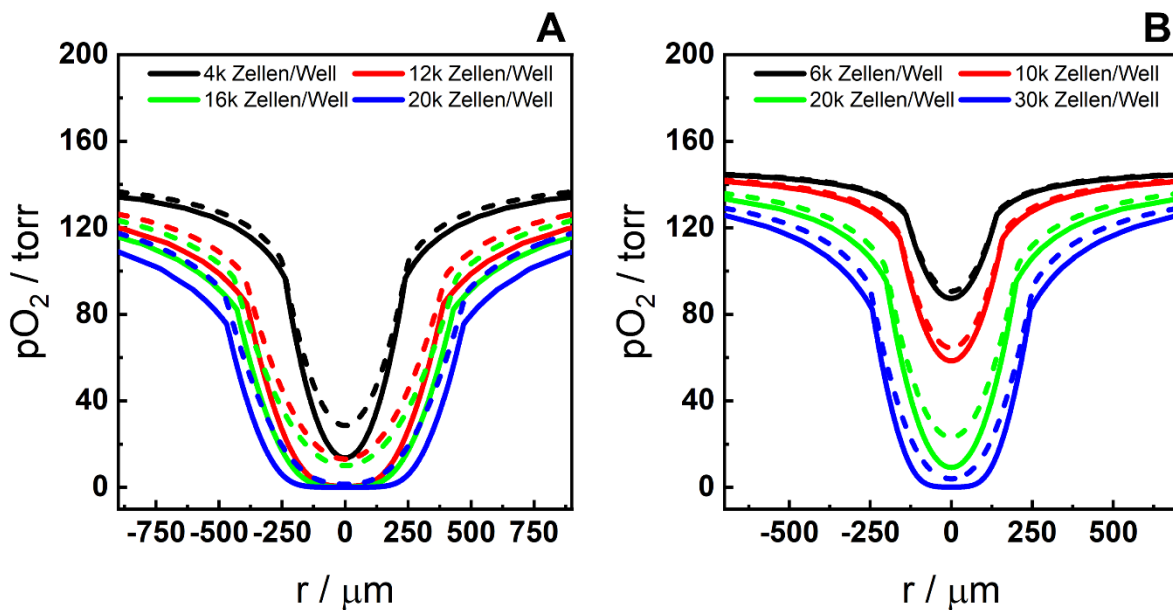 A
200
160
120
80
40
0
pO₂ / torr
4k Zellen/Well 12k Zellen/Well
16k Zellen/Well 20k Zellen/Well
-750 -500 -250 0 250 500 750
r / μm
B
200
160
120
80
40
0
pO₂ / torr
6k Zellen/Well 10k Zellen/Well
20k Zellen/Well 30k Zellen/Well
-500 -250 0 250 500
r / μm